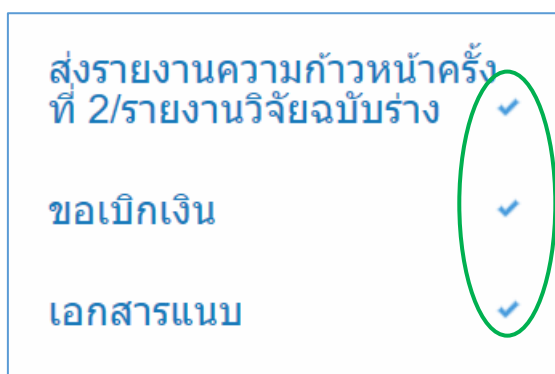 ส่งรายงานความก้าวหน้าครั้ง
ที่ 2/รายงานวิจัยฉบับร่าง
ขอเบิกเงิน
เอกสารแนบ